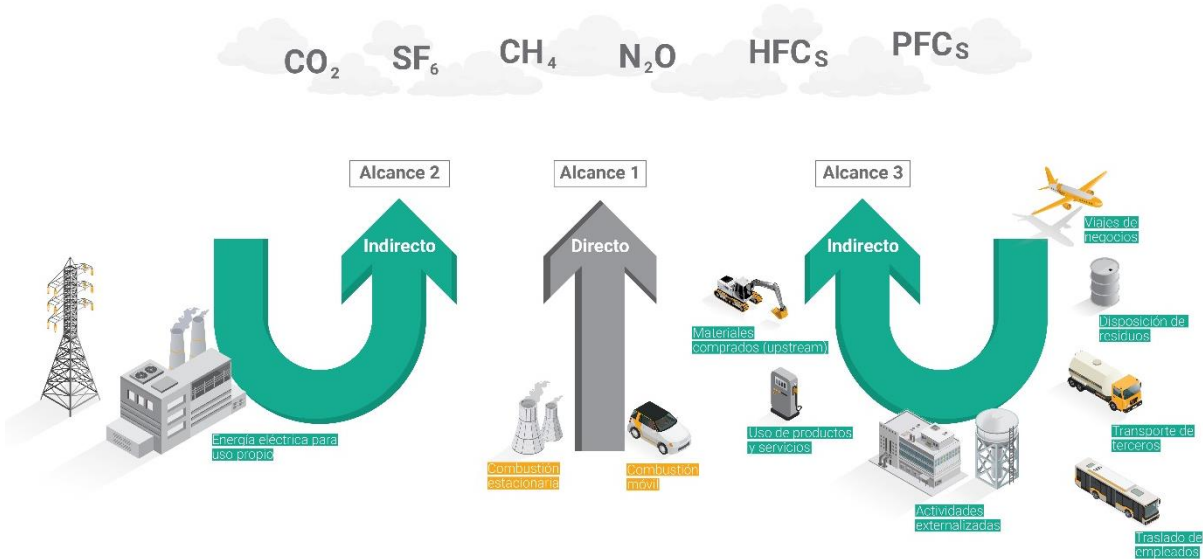 CO₂ SF₆ CH₄ N₂O HFCs PFCs
Alcance 2
Alcance 1
Alcance 3
Indirecto
Directo
Indirecto
Viajes de
negocios
Materiales
comprados (upstream)
Disposición de
residuos
Energía eléctrica para
uso propio
Combustión
estacionaria
Combustión
móvil
Uso de productos
y servicios
Transporte de
terceros
Actividades
externalizadas
Traslado de
empleados